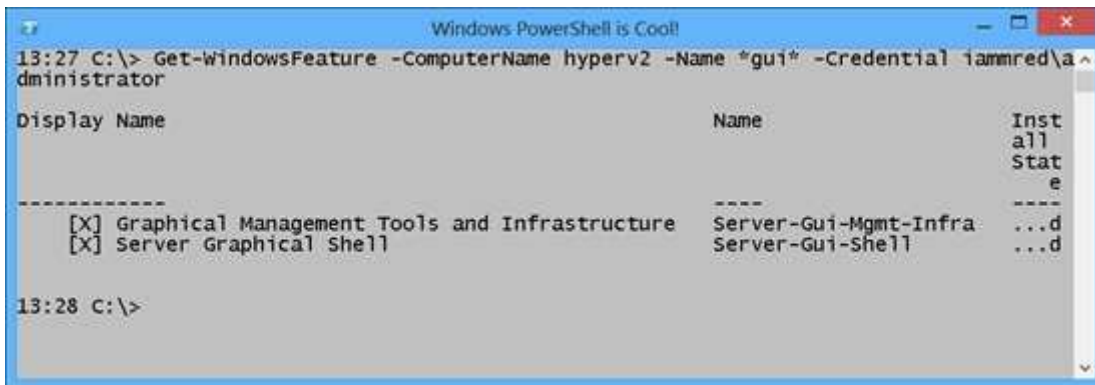 Windows PowerShell is Cool!
13:27 C:\> Get-WindowsFeature -ComputerName hyperv2 -Name *gui* -Credential iammred\a
dministrator
Display Name Name Inst
all
Stat
e
------------ ---- ----
[X] Graphical Management Tools and Infrastructure Server-Gui-Mgmt-Infra ...d
[X] Server Graphical Shell Server-Gui-Shell ...d
13:28 C:\>